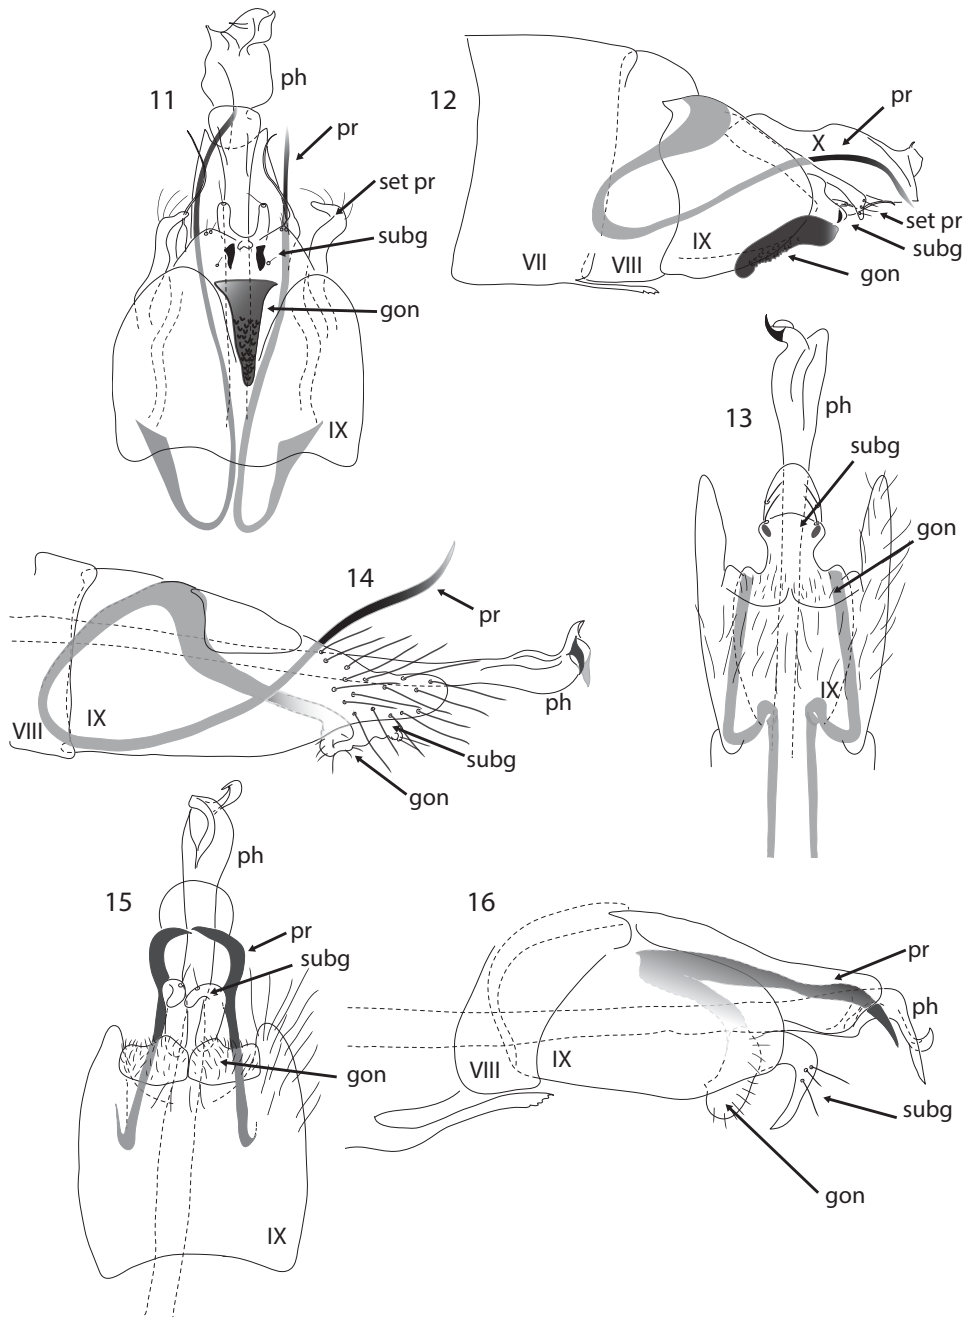 11
ph
pr
set pr
subg
gon
IX
12
pr
X
set pr
subg
gon
VII
VIII
IX
13
ph
subg
gon
IX
14
pr
VIII
IX
ph
subg
gon
15
ph
pr
subg
gon
IX
16
pr
ph
VIII
IX
subg
gon